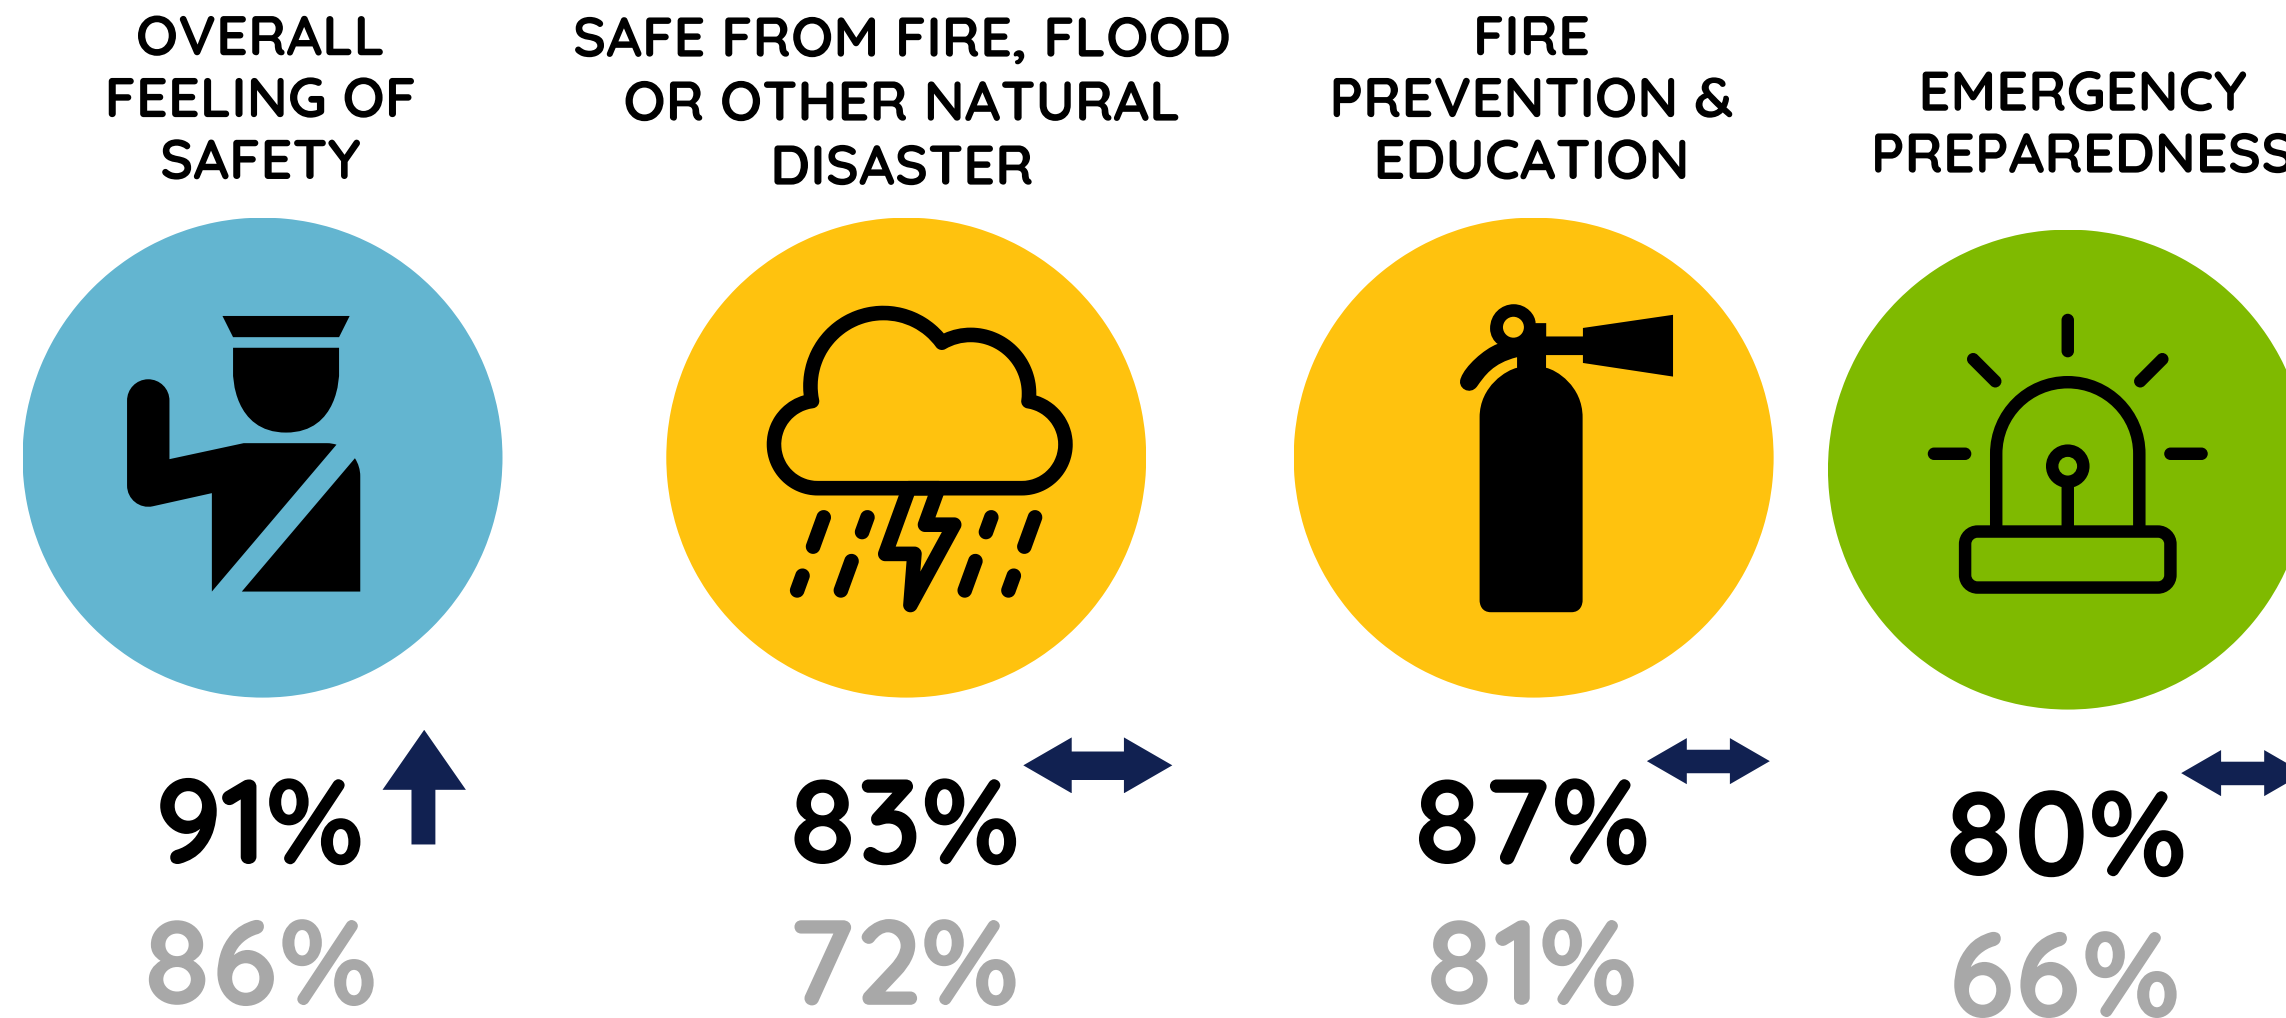 OVERALL
FEELING OF
SAFETY
91%
86%
SAFE FROM FIRE, FLOOD
OR OTHER NATURAL
DISASTER
83%
72%
FIRE
PREVENTION &
EDUCATION
87%
81%
EMERGENCY
PREPAREDNESS
80%
66%